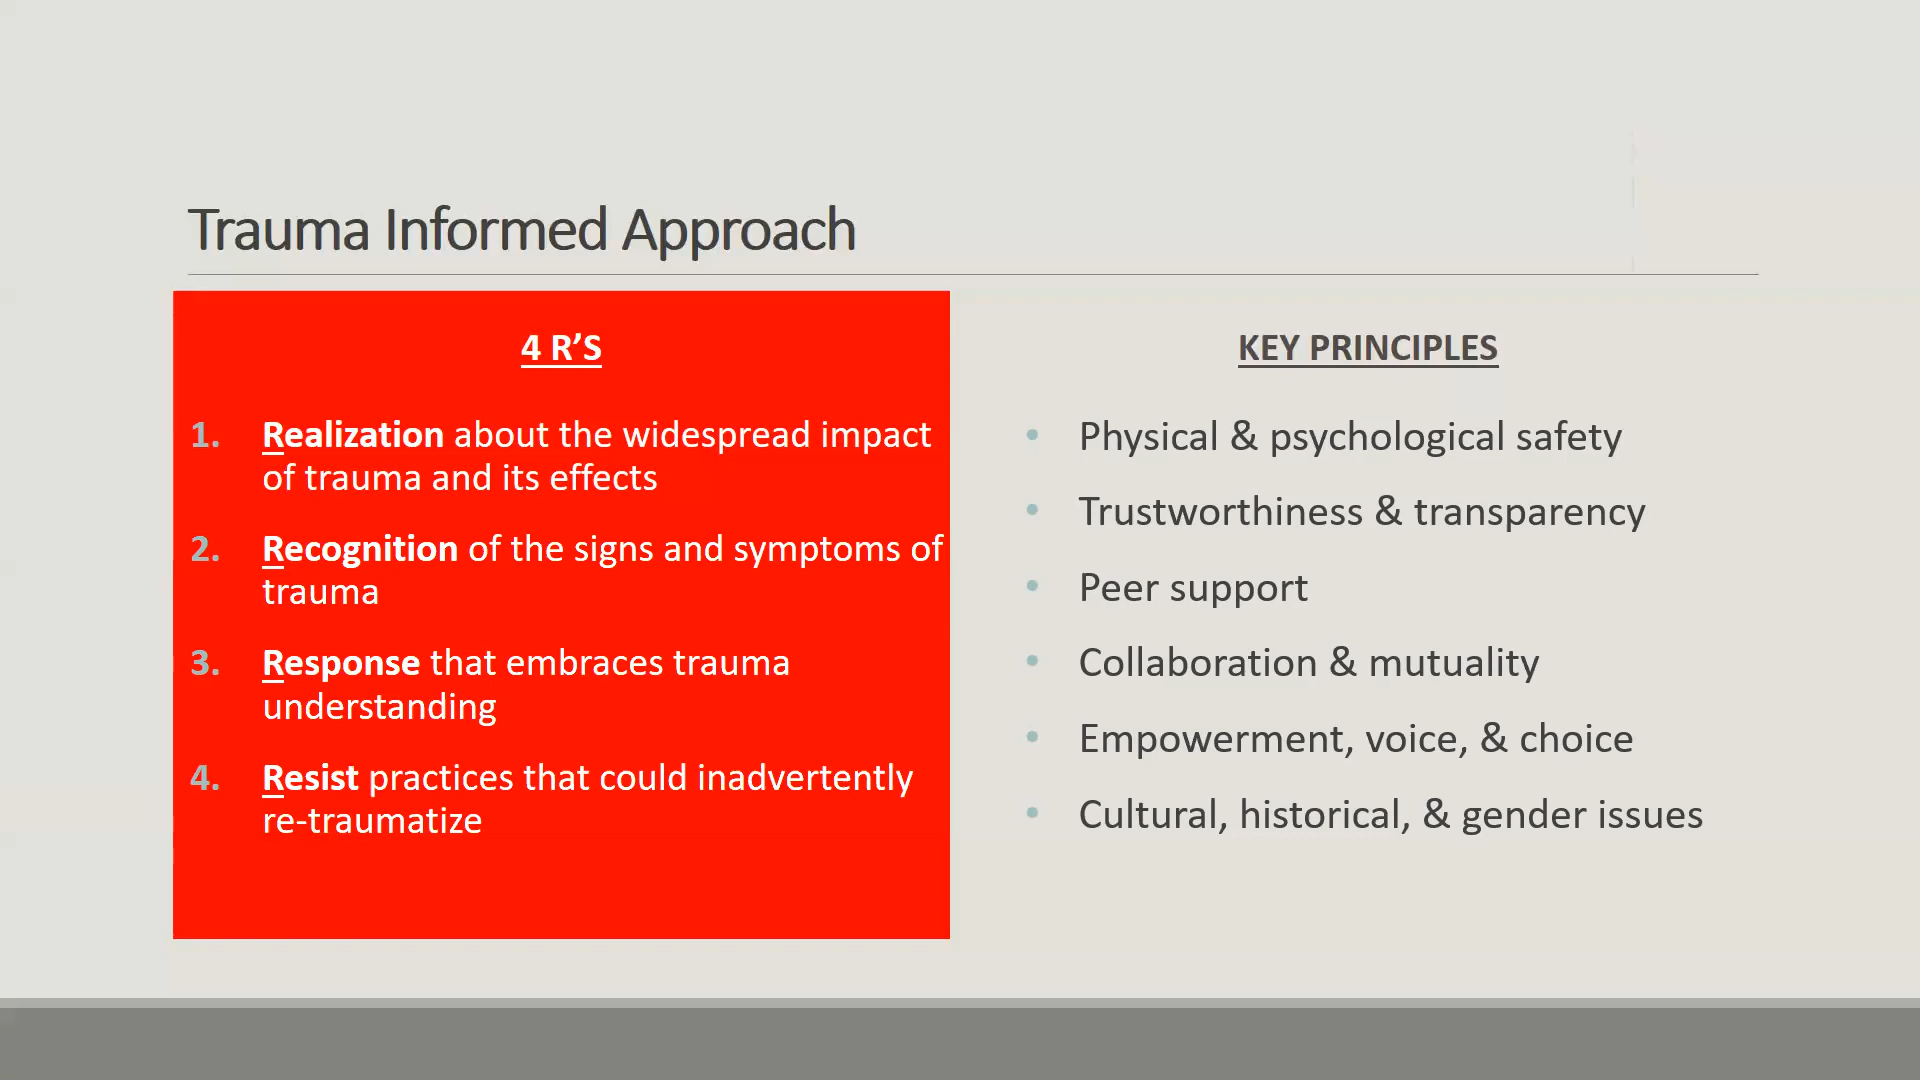 Trauma Informed Approach
4 R’S
1. Realization about the widespread impact
of trauma and its effects
2. Recognition of the signs and symptoms of
trauma
3. Response that embraces trauma
understanding
4. Resist practices that could inadvertently
re-traumatize
KEY PRINCIPLES
• Physical & psychological safety
• Trustworthiness & transparency
• Peer support
• Collaboration & mutuality
• Empowerment, voice, & choice
• Cultural, historical, & gender issues